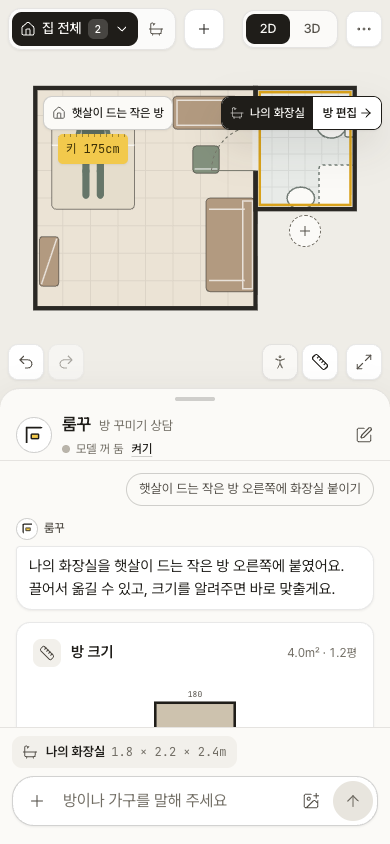 집 전체 2
2D 3D
햇살이 드는 작은 방
나의 화장실 방 편집
키 175cm
룸꾸 방 꾸미기 상담
모델 꺼 둠 켜기
햇살이 드는 작은 방 오른쪽에 화장실 붙이기
룸꾸
나의 화장실을 햇살이 드는 작은 방 오른쪽에 붙였어요.
끌어서 옮길 수 있고, 크기를 알려주면 바로 맞출게요.
방 크기 4.0m² · 1.2평
180
나의 화장실 1.8 × 2.2 × 2.4m
방이나 가구를 말해 주세요